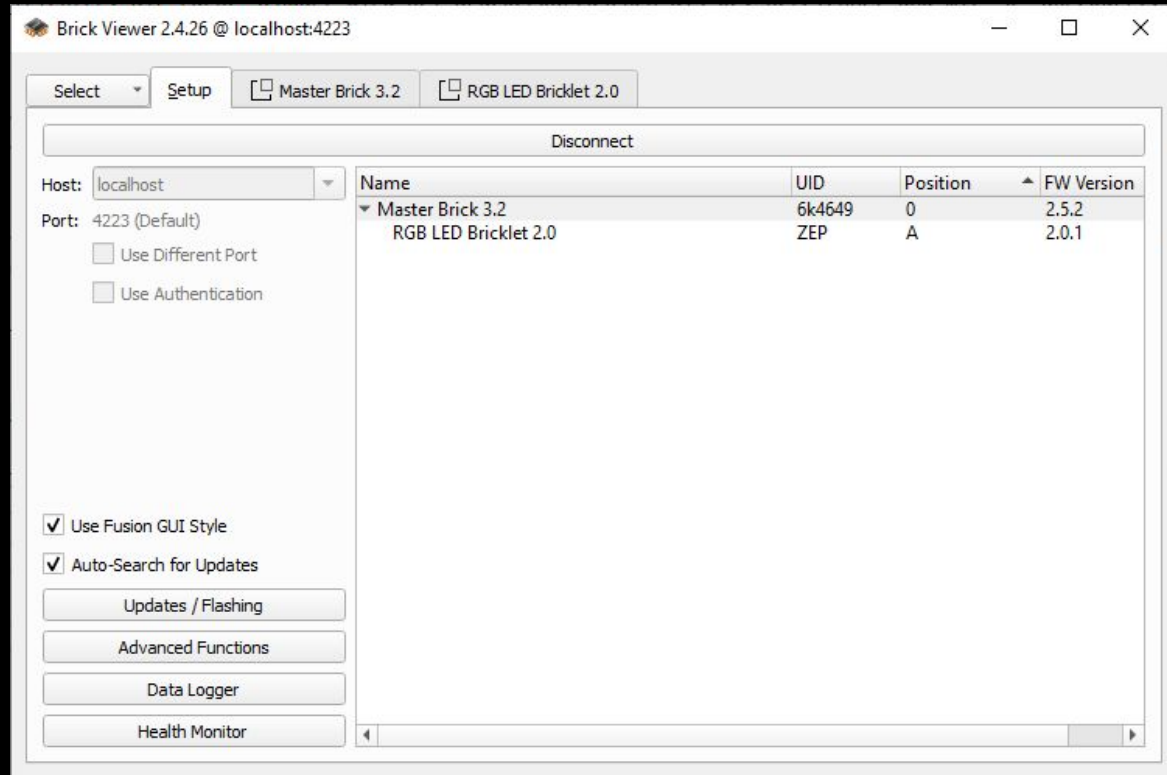 Brick Viewer 2.4.26 @ localhost:4223
Select Setup Master Brick 3.2 RGB LED Bricklet 2.0
Disconnect
Host: localhost
Port: 4223 (Default)
Use Different Port
Use Authentication
Name UID Position FW Version
Master Brick 3.2 6k4649 0 2.5.2
RGB LED Bricklet 2.0 ZEP A 2.0.1
Use Fusion GUI Style
Auto-Search for Updates
Updates / Flashing
Advanced Functions
Data Logger
Health Monitor